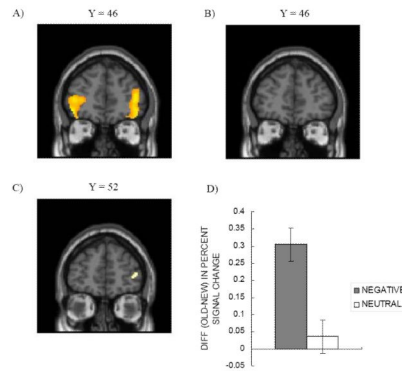 A) Y = 46
B) Y = 46
C) Y = 52
D)
DIFF (OLD-NEW) IN PERCENT
SIGNAL CHANGE
0.4
0.35
0.3
0.25
0.2
0.15
0.1
0.05
0
-0.05
NEGATIVE
NEUTRAL